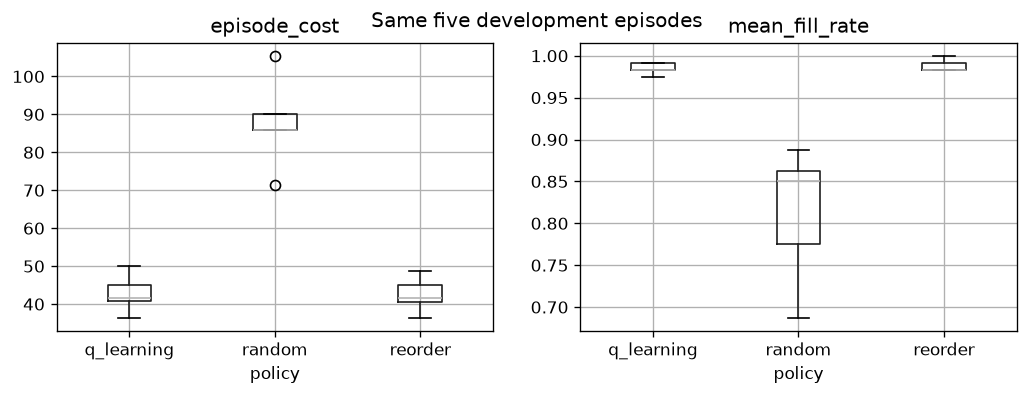 Same five development episodes
episode_cost
100
90
80
70
60
50
40
q_learning random reorder
policy
mean_fill_rate
1.00
0.95
0.90
0.85
0.80
0.75
0.70
q_learning random reorder
policy